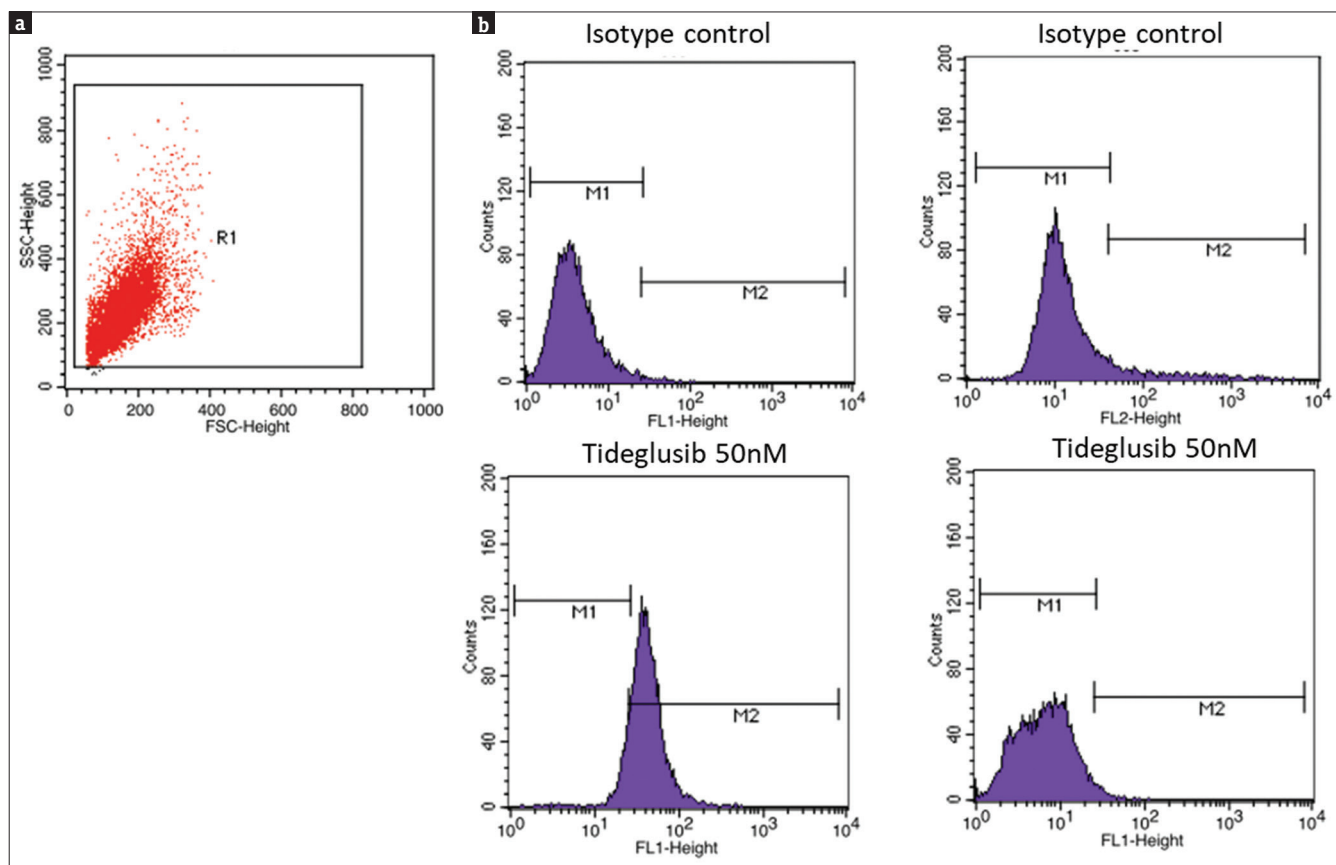 a
1000
800
600
400
200
0
SSC-Height
R1
0 200 400 600 800 1000
FSC-Height
b
Isotype control
200
160
120
80
40
0
Counts
M1
M2
10^0 10^1 10^2 10^3 10^4
FL1-Height
Isotype control
200
160
120
80
40
0
Counts
M1
M2
10^0 10^1 10^2 10^3 10^4
FL2-Height
Tideglusib 50nM
200
160
120
80
40
0
Counts
M1
M2
10^0 10^1 10^2 10^3 10^4
FL1-Height
Tideglusib 50nM
200
160
120
80
40
0
Counts
M1
M2
10^0 10^1 10^2 10^3 10^4
FL1-Height